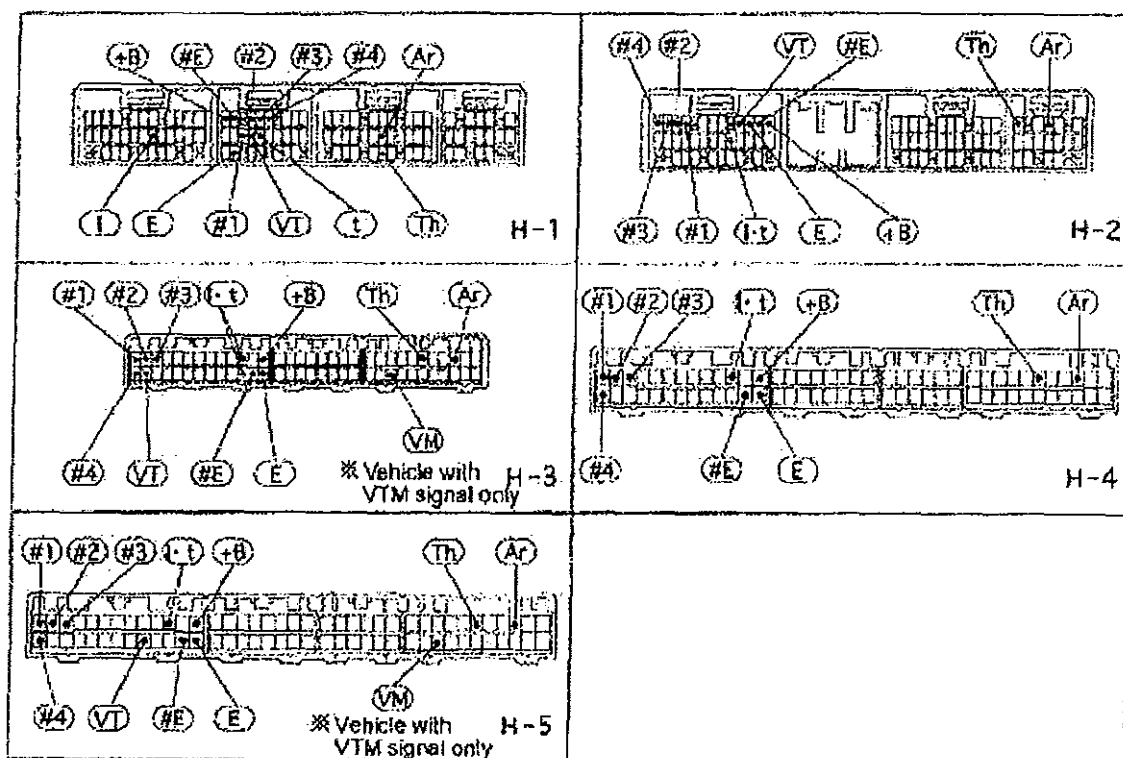 +B #E #2 #3 #4 Ar
I E #1 VT t Th H-1
#4 #2 VT #E Th Ar
#3 #1 I·t E +B H-2
#1 #2 #3 I·t +B Th Ar
VM
#4 VT #E E ※ Vehicle with H-3
VTM signal only
#1 #2 #3 I·t +B Th Ar
#4 #E E H-4
#1 #2 #3 I·t +B Th Ar
VM
#4 VT #E E ※ Vehicle with H-5
VTM signal only